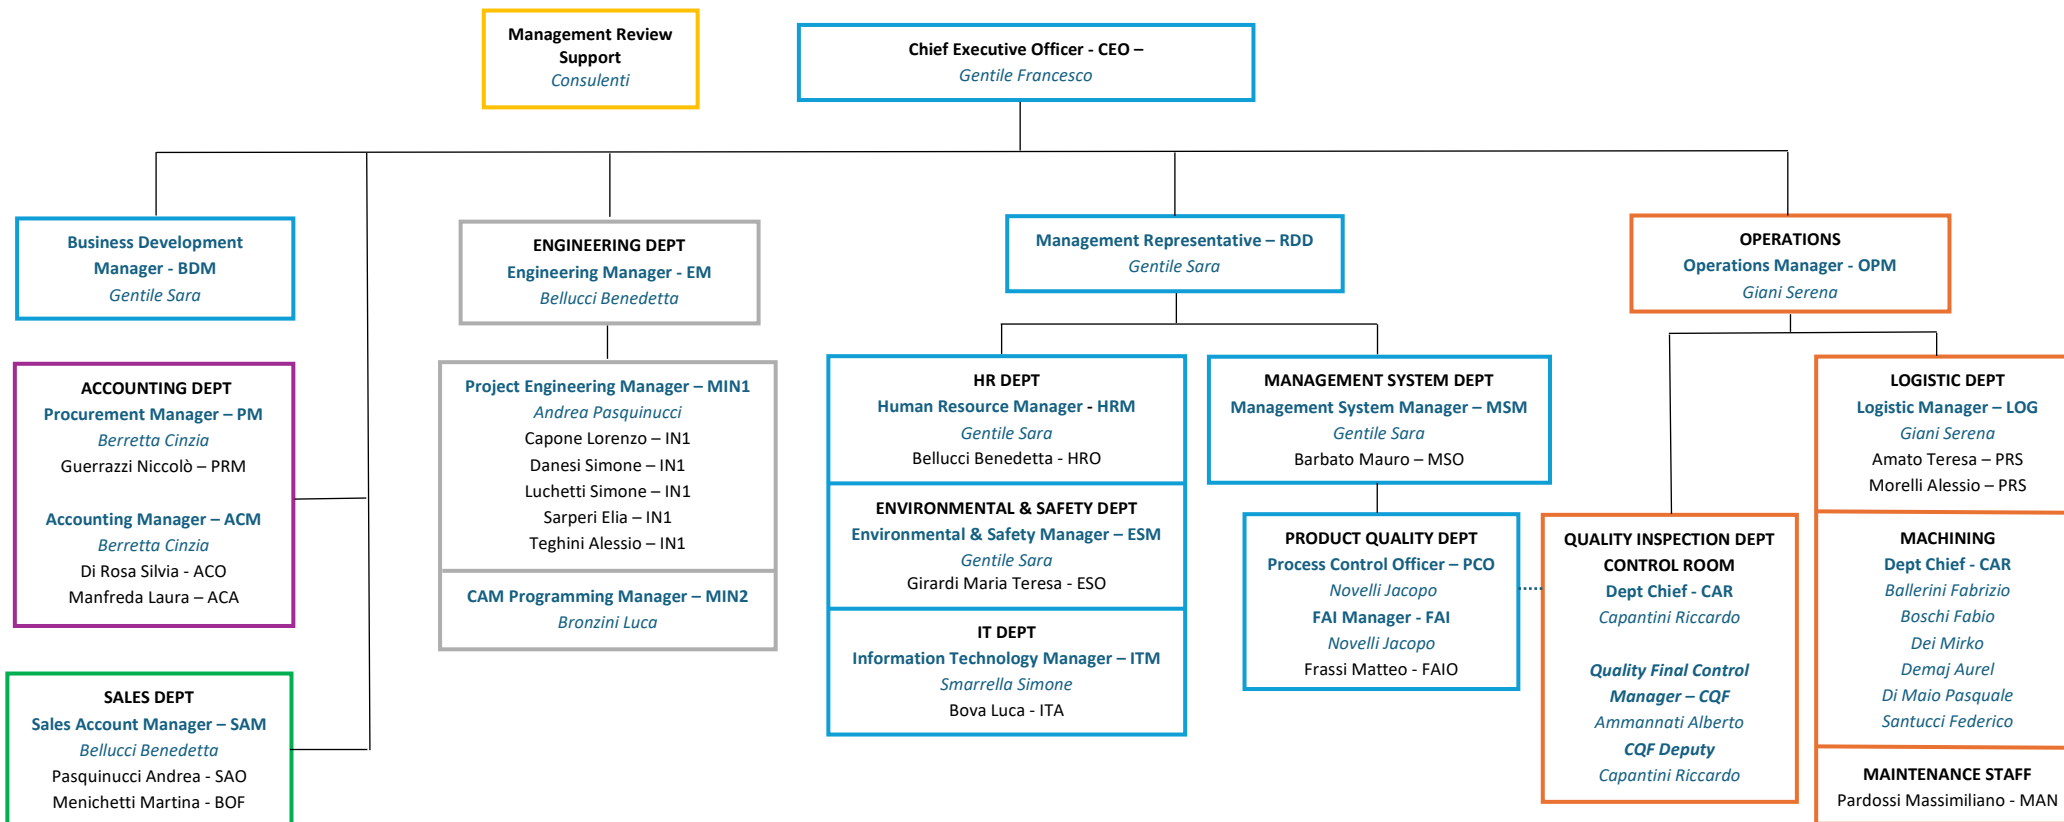 Management Review
Support
Consulenti
Chief Executive Officer - CEO –
Gentile Francesco
Business Development
Manager - BDM
Gentile Sara
ENGINEERING DEPT
Engineering Manager - EM
Bellucci Benedetta
Management Representative – RDD
Gentile Sara
OPERATIONS
Operations Manager - OPM
Giani Serena
ACCOUNTING DEPT
Procurement Manager – PM
Berretta Cinzia
Guerrazzi Niccolò – PRM
Accounting Manager – ACM
Berretta Cinzia
Di Rosa Silvia - ACO
Manfreda Laura – ACA
SALES DEPT
Sales Account Manager – SAM
Bellucci Benedetta
Pasquinucci Andrea - SAO
Menichetti Martina - BOF
Project Engineering Manager – MIN1
Andrea Pasquinucci
Capone Lorenzo – IN1
Danesi Simone – IN1
Luchetti Simone – IN1
Sarperi Elia – IN1
Teghini Alessio – IN1
CAM Programming Manager – MIN2
Bronzini Luca
HR DEPT
Human Resource Manager - HRM
Gentile Sara
Bellucci Benedetta - HRO
ENVIRONMENTAL & SAFETY DEPT
Environmental & Safety Manager – ESM
Gentile Sara
Girardi Maria Teresa - ESO
IT DEPT
Information Technology Manager – ITM
Smarrella Simone
Bova Luca - ITA
MANAGEMENT SYSTEM DEPT
Management System Manager – MSM
Gentile Sara
Barbato Mauro – MSO
PRODUCT QUALITY DEPT
Process Control Officer – PCO
Novelli Jacopo
FAI Manager - FAI
Novelli Jacopo
Frassi Matteo - FAIO
QUALITY INSPECTION DEPT
CONTROL ROOM
Dept Chief - CAR
Capantini Riccardo
Quality Final Control
Manager – CQF
Ammannati Alberto
CQF Deputy
Capantini Riccardo
LOGISTIC DEPT
Logistic Manager – LOG
Giani Serena
Amato Teresa – PRS
Morelli Alessio – PRS
MACHINING
Dept Chief - CAR
Ballerini Fabrizio
Boschi Fabio
Dei Mirko
Demaj Aurel
Di Maio Pasquale
Santucci Federico
MAINTENANCE STAFF
Pardossi Massimiliano - MAN